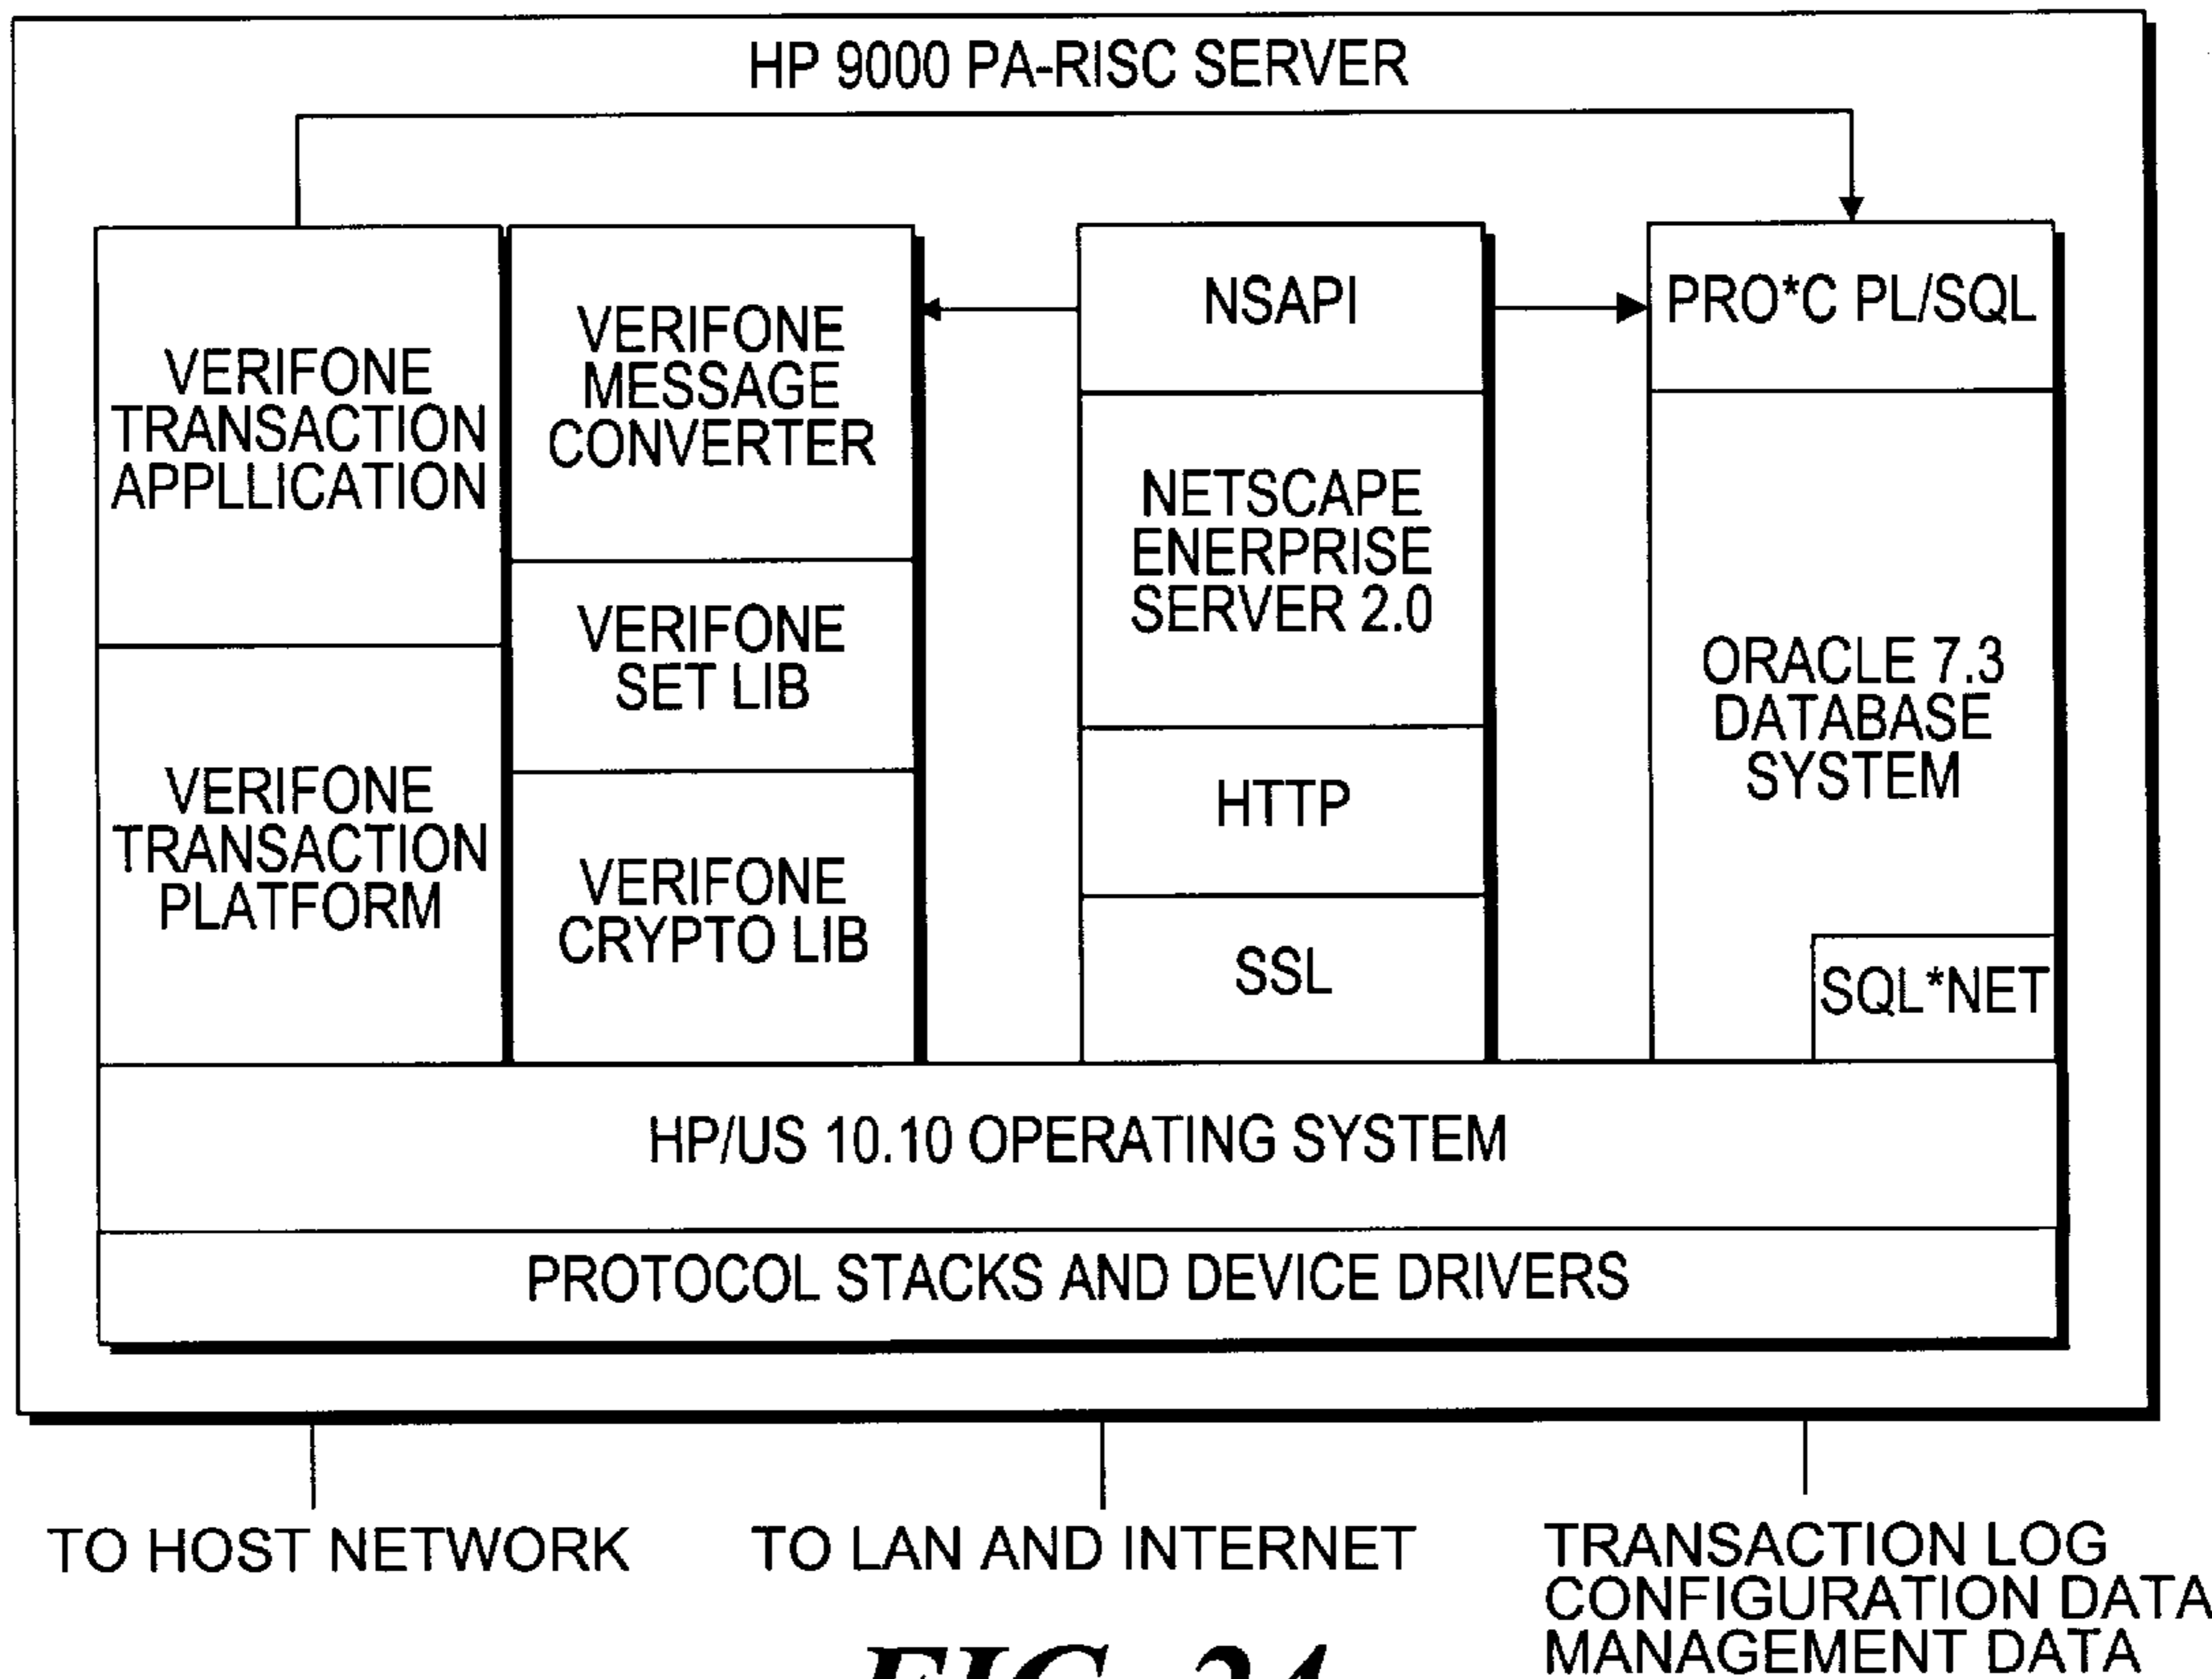 HP 9000 PA-RISC SERVER
VERIFONE
TRANSACTION
APPLLICATION
VERIFONE
TRANSACTION
PLATFORM
VERIFONE
MESSAGE
CONVERTER
VERIFONE
SET LIB
VERIFONE
CRYPTO LIB
NSAPI
NETSCAPE
ENERPRISE
SERVER 2.0
HTTP
SSL
PRO*C PL/SQL
ORACLE 7.3
DATABASE
SYSTEM
SQL*NET
HP/US 10.10 OPERATING SYSTEM
PROTOCOL STACKS AND DEVICE DRIVERS
TO HOST NETWORK
TO LAN AND INTERNET
TRANSACTION LOG
CONFIGURATION DATA
MANAGEMENT DATA